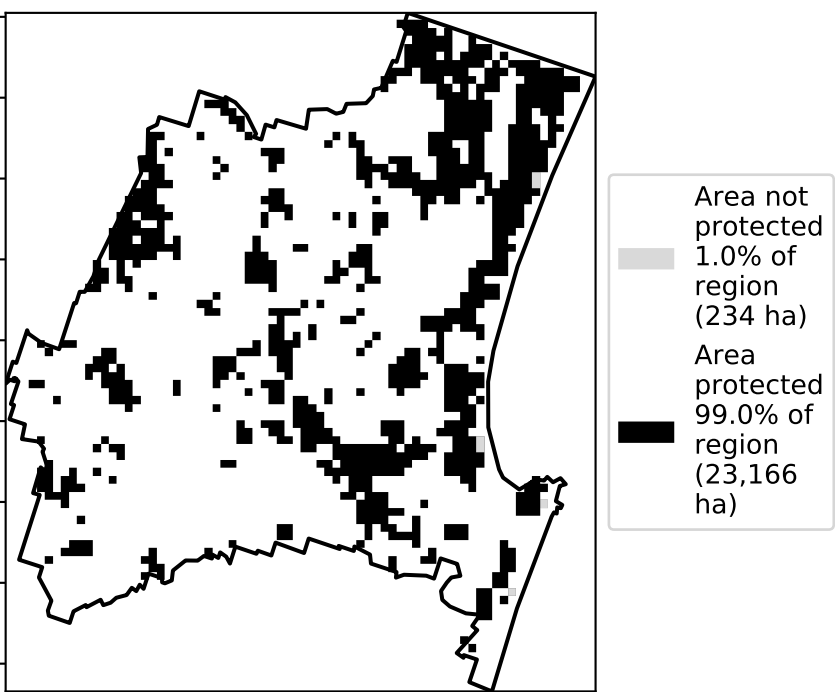 Area not
protected
1.0% of
region
(234 ha)
Area
protected
99.0% of
region
(23,166
ha)